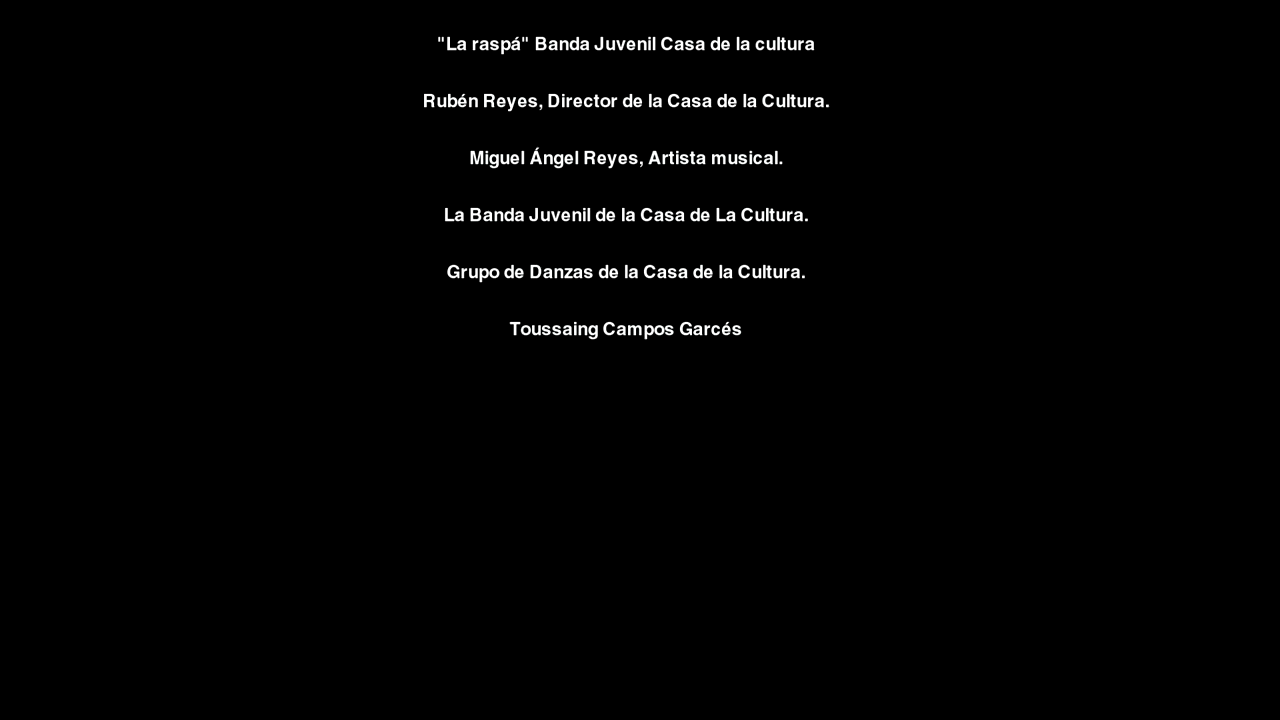 "La raspá" Banda Juvenil Casa de la cultura
Rubén Reyes, Director de la Casa de la Cultura.
Miguel Ángel Reyes, Artista musical.
La Banda Juvenil de la Casa de La Cultura.
Grupo de Danzas de la Casa de la Cultura.
Toussaing Campos Garcés